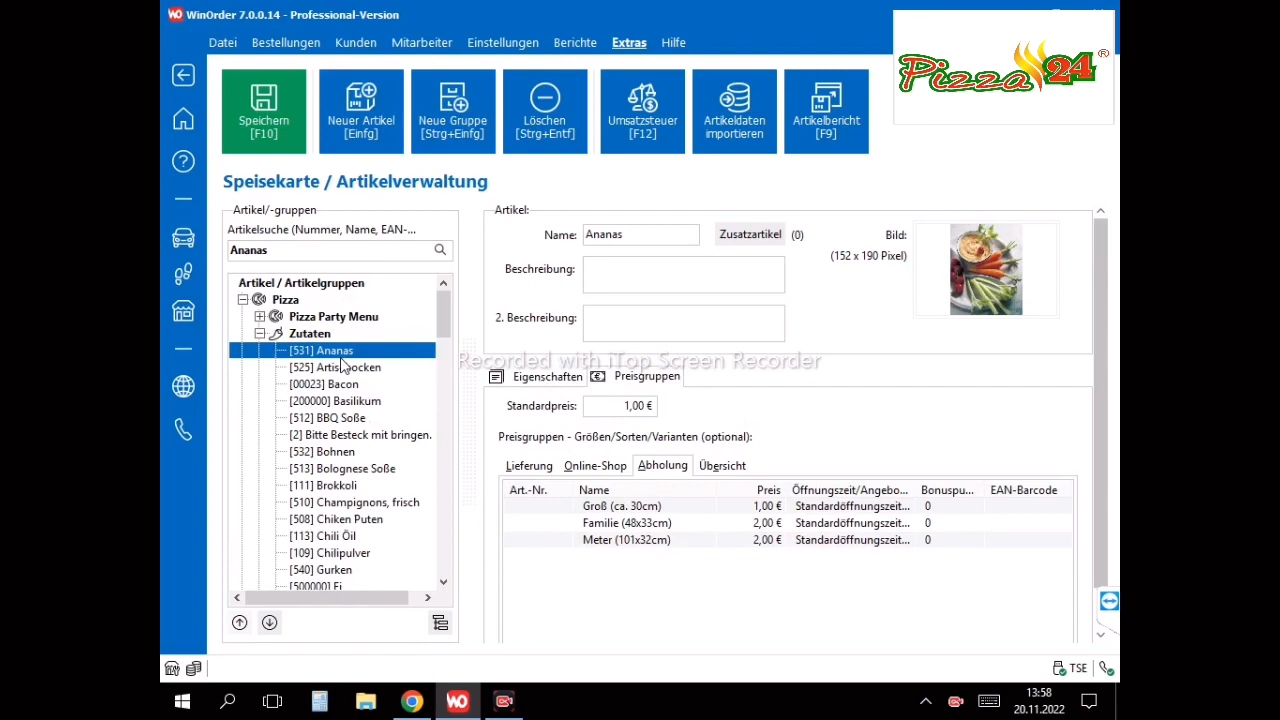 WinOrder 7.0.0.14 - Professional-Version
Datei Bestellungen Kunden Mitarbeiter Einstellungen Berichte Extras Hilfe
Pizza 24 ®
Speichern [F10]
Neuer Artikel [Einfg]
Neue Gruppe [Strg+Einfg]
Löschen [Strg+Entf]
Umsatzsteuer [F12]
Artikeldaten importieren
Artikelbericht [F9]
Speisekarte / Artikelverwaltung
Artikel/-gruppen
Artikelsuche (Nummer, Name, EAN-...
Ananas
Artikel / Artikelgruppen
Pizza
Pizza Party Menu
Zutaten
[531] Ananas
[525] Artischocken
[00023] Bacon
[200000] Basilikum
[512] BBQ Soße
[2] Bitte Besteck mit bringen.
[532] Bohnen
[513] Bolognese Soße
[111] Brokkoli
[510] Champignons, frisch
[508] Chiken Puten
[113] Chili Öil
[109] Chilipulver
[540] Gurken
[500000] Ei
Artikel:
Name: Ananas Zusatzartikel (0) Bild:
(152 x 190 Pixel)
Beschreibung:
2. Beschreibung:
Recorded with iTop Screen Recorder
Eigenschaften Preisgruppen
Standardpreis: 1,00 €
Preisgruppen - Größen/Sorten/Varianten (optional):
Lieferung Online-Shop Abholung Übersicht
Art.-Nr. Name Preis Öffnungszeit/Angebo... Bonuspu... EAN-Barcode
Groß (ca. 30cm) 1,00 € Standardöffnungszeit... 0
Familie (48x33cm) 2,00 € Standardöffnungszeit... 0
Meter (101x32cm) 2,00 € Standardöffnungszeit... 0
TSE
WO
13:58
20.11.2022